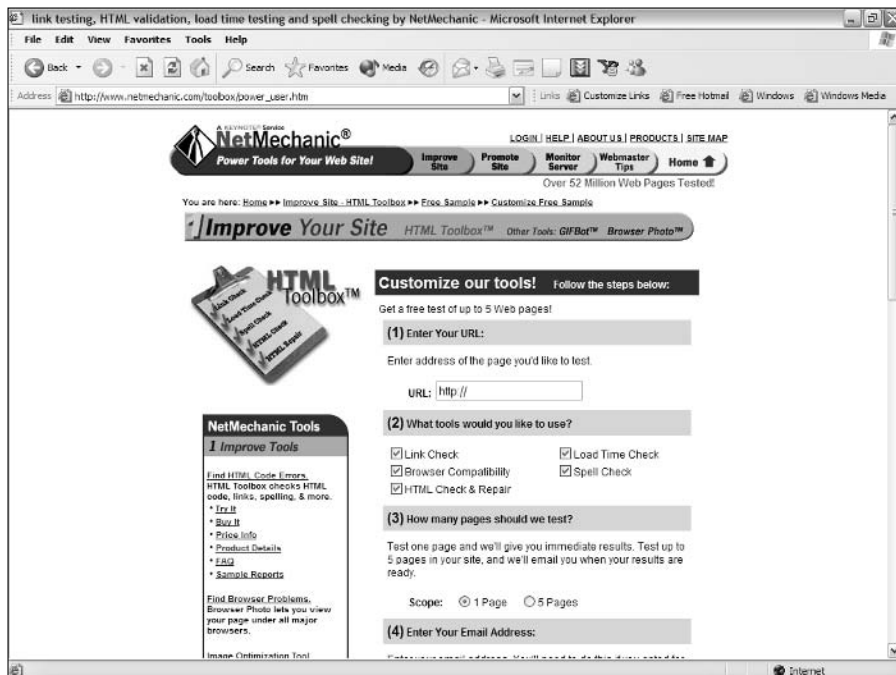 link testing, HTML validation, load time testing and spell checking by NetMechanic - Microsoft Internet Explorer
File Edit View Favorites Tools Help
Back Search Favorites Media
Address http://www.netmechanic.com/toolbox/power_user.htm Links Customize Links Free Hotmail Windows Windows Media
A KEYNOTE® Service
NetMechanic®
Power Tools for Your Web Site!
LOGIN | HELP | ABOUT US | PRODUCTS | SITE MAP
Improve Site Promote Site Monitor Server Webmaster Tips Home
Over 52 Million Web Pages Tested!
You are here: Home ▸▸ Improve Site - HTML Toolbox ▸▸ Free Sample ▸▸ Customize Free Sample
Improve Your Site HTML Toolbox™ Other Tools: GIFBot™ Browser Photo™
HTML Toolbox™
Link Check
Load Time Check
Spell Check
HTML Check
HTML Repair
Customize our tools! Follow the steps below:
Get a free test of up to 5 Web pages!
(1) Enter Your URL:
Enter address of the page you'd like to test.
URL: http://
(2) What tools would you like to use?
Link Check Load Time Check
Browser Compatibility Spell Check
HTML Check & Repair
(3) How many pages should we test?
Test one page and we'll give you immediate results. Test up to
5 pages in your site, and we'll email you when your results are
ready.
Scope: 1 Page 5 Pages
(4) Enter Your Email Address:
NetMechanic Tools
1 Improve Tools
Find HTML Code Errors.
HTML Toolbox checks HTML
code, links, spelling, & more.
• Try It
• Buy It
• Price Info
• Product Details
• FAQ
• Sample Reports
Find Browser Problems.
Browser Photo lets you view
your page under all major
browsers.
Image Optimization Tool
Internet